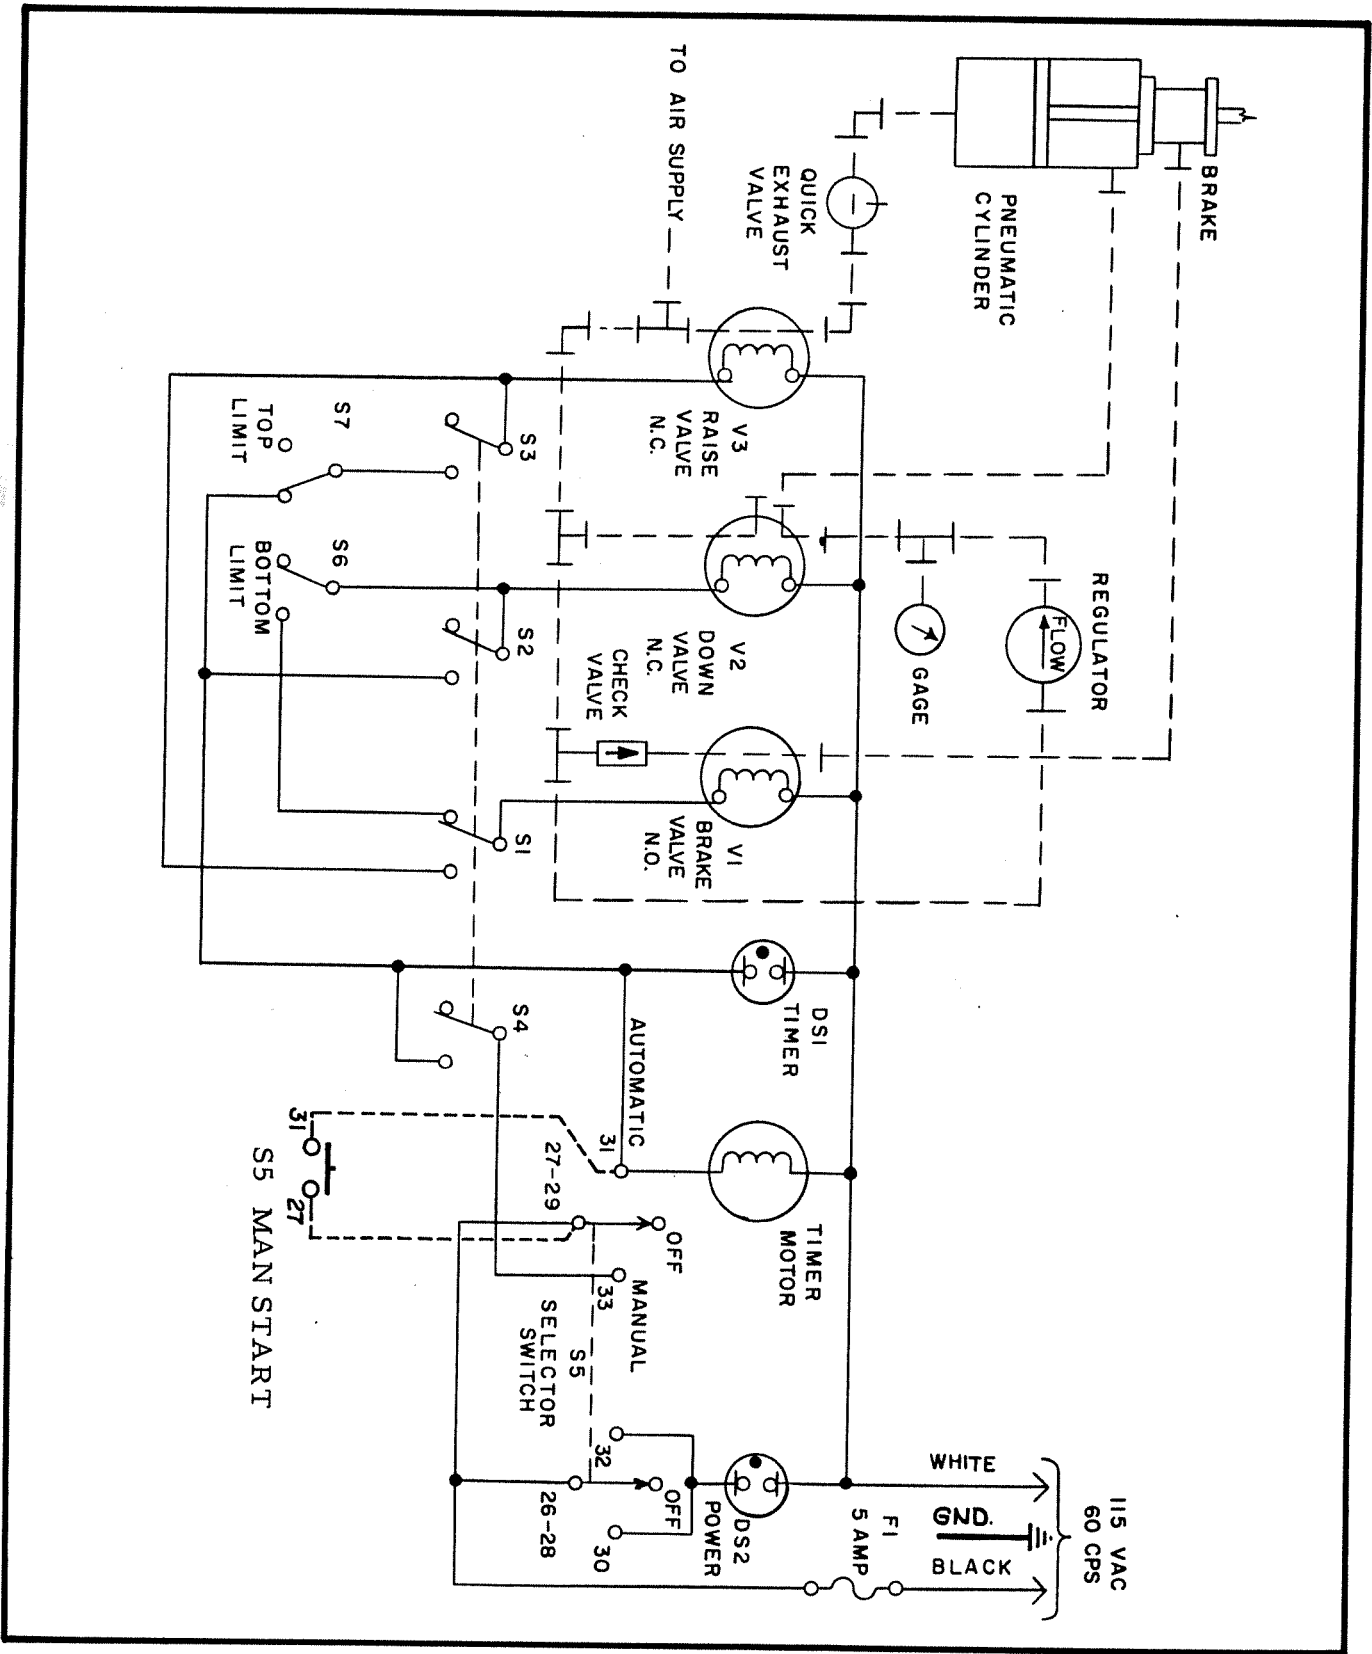 115 VAC
60 CPS
WHITE
GND.
BLACK
F1
5 AMP
BRAKE
PNEUMATIC
CYLINDER
QUICK
EXHAUST
VALVE
TO AIR SUPPLY
REGULATOR
FLOW
GAGE
V3
RAISE
VALVE
N.C.
V2
DOWN
VALVE
N.C.
CHECK
VALVE
V1
BRAKE
VALVE
N.O.
DS1
TIMER
TIMER
MOTOR
DS2
POWER
S3
S7
TOP
LIMIT
S6
BOTTOM
LIMIT
S2
S1
S4
AUTOMATIC
31
27-29
OFF
MANUAL
33
S5
SELECTOR
SWITCH
32
OFF
26-28
30
31
27
S5 MAN START